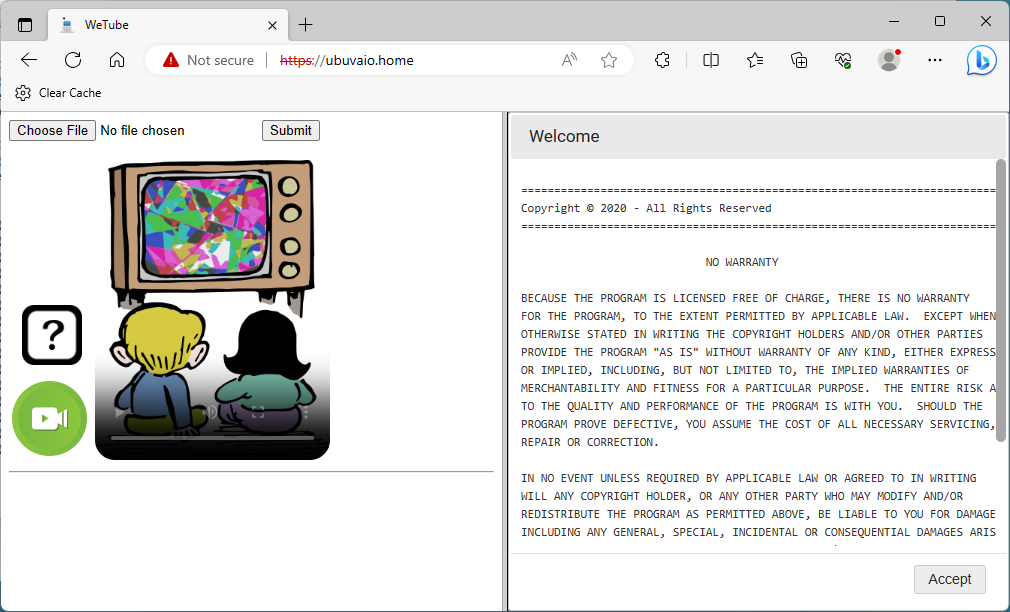 WeTube
Not secure
https://ubuvaio.home
Clear Cache
Choose File No file chosen
Submit
?
Welcome
==========================================================================
Copyright © 2020 - All Rights Reserved
==========================================================================
NO WARRANTY
BECAUSE THE PROGRAM IS LICENSED FREE OF CHARGE, THERE IS NO WARRANTY
FOR THE PROGRAM, TO THE EXTENT PERMITTED BY APPLICABLE LAW. EXCEPT WHEN
OTHERWISE STATED IN WRITING THE COPYRIGHT HOLDERS AND/OR OTHER PARTIES
PROVIDE THE PROGRAM "AS IS" WITHOUT WARRANTY OF ANY KIND, EITHER EXPRESS
OR IMPLIED, INCLUDING, BUT NOT LIMITED TO, THE IMPLIED WARRANTIES OF
MERCHANTABILITY AND FITNESS FOR A PARTICULAR PURPOSE. THE ENTIRE RISK A
TO THE QUALITY AND PERFORMANCE OF THE PROGRAM IS WITH YOU. SHOULD THE
PROGRAM PROVE DEFECTIVE, YOU ASSUME THE COST OF ALL NECESSARY SERVICING,
REPAIR OR CORRECTION.
IN NO EVENT UNLESS REQUIRED BY APPLICABLE LAW OR AGREED TO IN WRITING
WILL ANY COPYRIGHT HOLDER, OR ANY OTHER PARTY WHO MAY MODIFY AND/OR
REDISTRIBUTE THE PROGRAM AS PERMITTED ABOVE, BE LIABLE TO YOU FOR DAMAGE
INCLUDING ANY GENERAL, SPECIAL, INCIDENTAL OR CONSEQUENTIAL DAMAGES ARIS
Accept